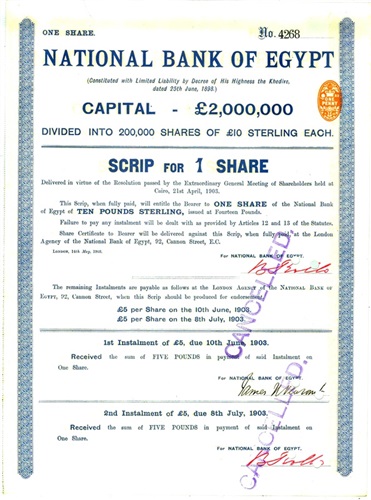 ONE SHARE.
No. 4268
NATIONAL BANK OF EGYPT
(Constituted with Limited Liability by Decree of His Highness the Khedive,
dated 25th June, 1898.)
CAPITAL - £2,000,000
DIVIDED INTO 200,000 SHARES OF £10 STERLING EACH.
SCRIP FOR 1 SHARE
Delivered in virtue of the Resolution passed by the Extraordinary General Meeting of Shareholders held at
Cairo, 21st April, 1903.
This Scrip, when fully paid, will entitle the Bearer to ONE SHARE of the National Bank
of Egypt of TEN POUNDS STERLING, issued at Fourteen Pounds.
Failure to pay any instalment will be dealt with as provided by Articles 12 and 13 of the Statutes.
Share Certificate to Bearer will be delivered against this Scrip, when fully paid, at the London
Agency of the National Bank of Egypt, 92, Cannon Street, E.C.
London, 14th May, 1903.
For NATIONAL BANK OF EGYPT.
The remaining Instalments are payable as follows at the London Agency of the National Bank of
Egypt, 92, Cannon Street, when this Scrip should be produced for endorsement.
£5 per Share on the 10th June, 1903.
£5 per Share on the 8th July, 1903.
CANCELLED.
1st Instalment of £5, due 10th June, 1903.
Received the sum of FIVE POUNDS in payment of said Instalment on
One Share.
For NATIONAL BANK OF EGYPT.
CANCELLED.
2nd Instalment of £5, due 8th July, 1903.
Received the sum of FIVE POUNDS in payment of said Instalment on
One Share.
For NATIONAL BANK OF EGYPT.